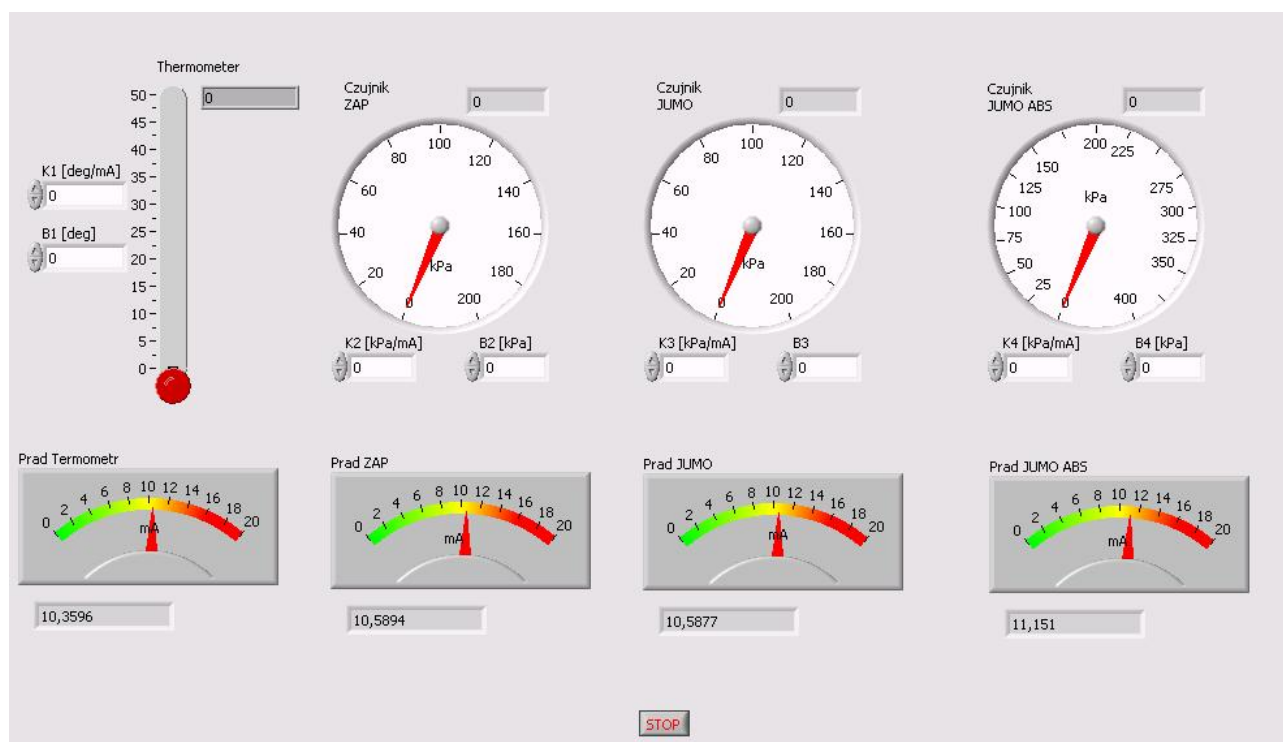 Thermometer
0
50
45
40
35
30
25
20
15
10
5
0
K1 [deg/mA]
0
B1 [deg]
0
Czujnik
ZAP
0
0
20
40
60
80
100
120
140
160
180
200
kPa
K2 [kPa/mA]
0
B2 [kPa]
0
Czujnik
JUMO
0
0
20
40
60
80
100
120
140
160
180
200
kPa
K3 [kPa/mA]
0
B3
0
Czujnik
JUMO ABS
0
0
25
50
75
100
125
150
200
225
275
300
325
350
400
kPa
K4 [kPa/mA]
0
B4 [kPa]
0
Prad Termometr
0 2 4 6 8 10 12 14 16 18 20
mA
10,3596
Prad ZAP
0 2 4 6 8 10 12 14 16 18 20
mA
10,5894
Prad JUMO
0 2 4 6 8 10 12 14 16 18 20
mA
10,5877
Prad JUMO ABS
0 2 4 6 8 10 12 14 16 18 20
mA
11,151
STOP